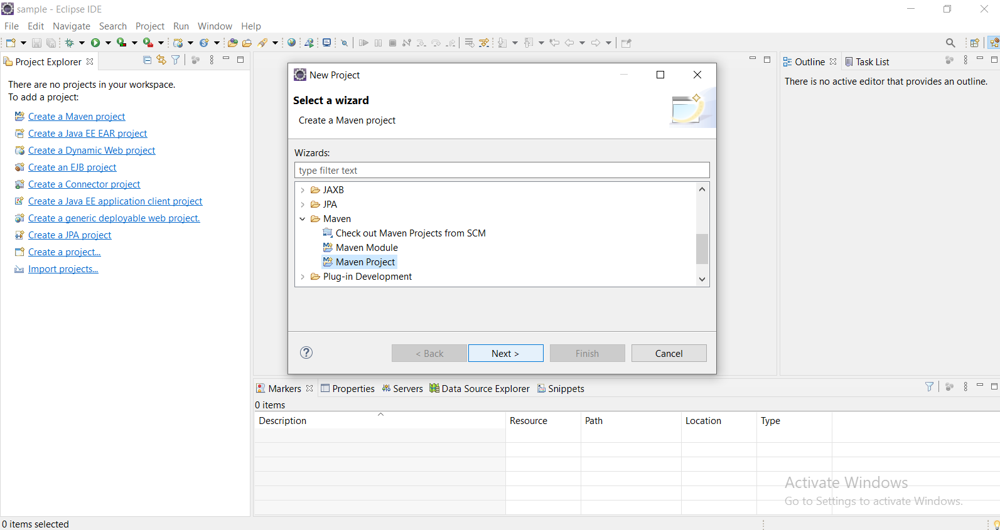 sample - Eclipse IDE
File Edit Navigate Search Project Run Window Help
Project Explorer
There are no projects in your workspace.
To add a project:
Create a Maven project
Create a Java EE EAR project
Create a Dynamic Web project
Create an EJB project
Create a Connector project
Create a Java EE application client project
Create a generic deployable web project.
Create a JPA project
Create a project...
Import projects...
New Project
Select a wizard
Create a Maven project
Wizards:
type filter text
JAXB
JPA
Maven
Check out Maven Projects from SCM
Maven Module
Maven Project
Plug-in Development
?
< Back Next > Finish Cancel
Outline Task List
There is no active editor that provides an outline.
Markers Properties Servers Data Source Explorer Snippets
0 items
Description Resource Path Location Type
Activate Windows
Go to Settings to activate Windows.
0 items selected